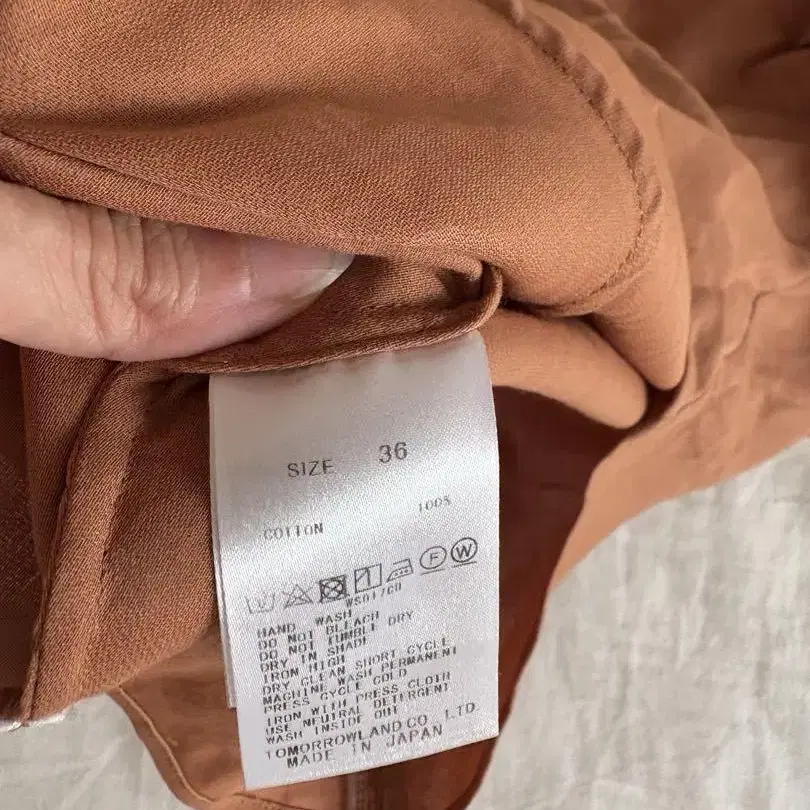 SIZE 36
COTTON 100%
F W
WS01/CU
HAND WASH
DO NOT BLEACH
DO NOT TUMBLE DRY
DRY IN SHADE
IRON HIGH
DRY CLEAN SHORT CYCLE
MACHINE WASH PERMANENT
PRESS CYCLE COLD
IRON WITH PRESS CLOTH
USE NEUTRAL DETERGENT
WASH INSIDE OUT
TOMORROWLAND CO., LTD.
MADE IN JAPAN